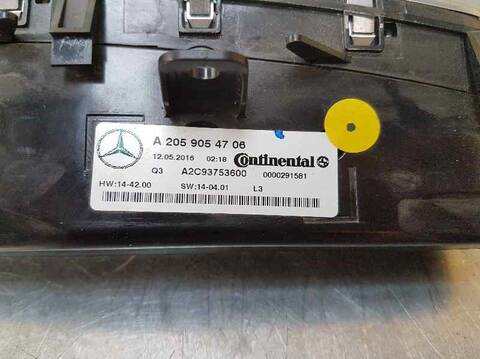 A 205 905 47 06
12.05.2016 02:18 Continental
Q3 A2C93753600 0000291581
HW:14-42.00 SW:14-04.01 L3